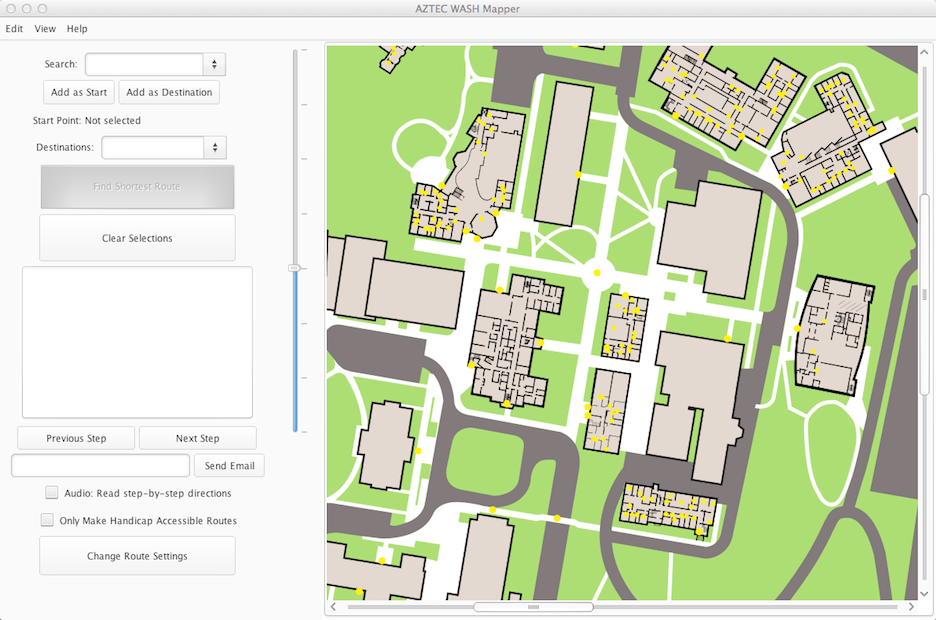 AZTEC WASH Mapper
Edit View Help
Search:
Add as Start Add as Destination
Start Point: Not selected
Destinations:
Find Shortest Route
Clear Selections
Previous Step Next Step
Send Email
Audio: Read step-by-step directions
Only Make Handicap Accessible Routes
Change Route Settings